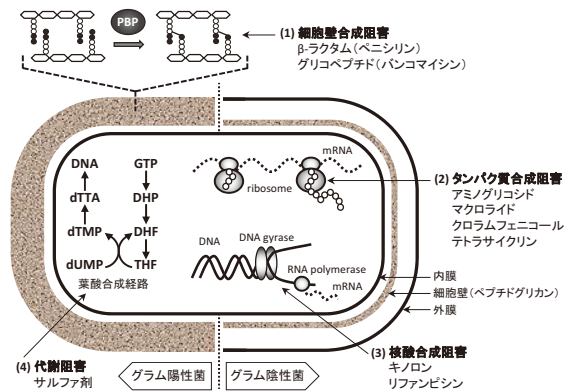 PBP
(1) 細胞壁合成阻害
β-ラクタム(ペニシリン)
グリコペプチド(バンコマイシン)
DNA
dTTA
dTMP
dUMP
GTP
DHP
DHF
THF
葉酸合成経路
mRNA
ribosome
(2) タンパク質合成阻害
アミノグリコシド
マクロライド
クロラムフェニコール
テトラサイクリン
DNA
DNA gyrase
RNA polymerase
mRNA
内膜
細胞壁(ペプチドグリカン)
外膜
(3) 核酸合成阻害
キノロン
リファンピシン
(4) 代謝阻害
サルファ剤
グラム陽性菌
グラム陰性菌